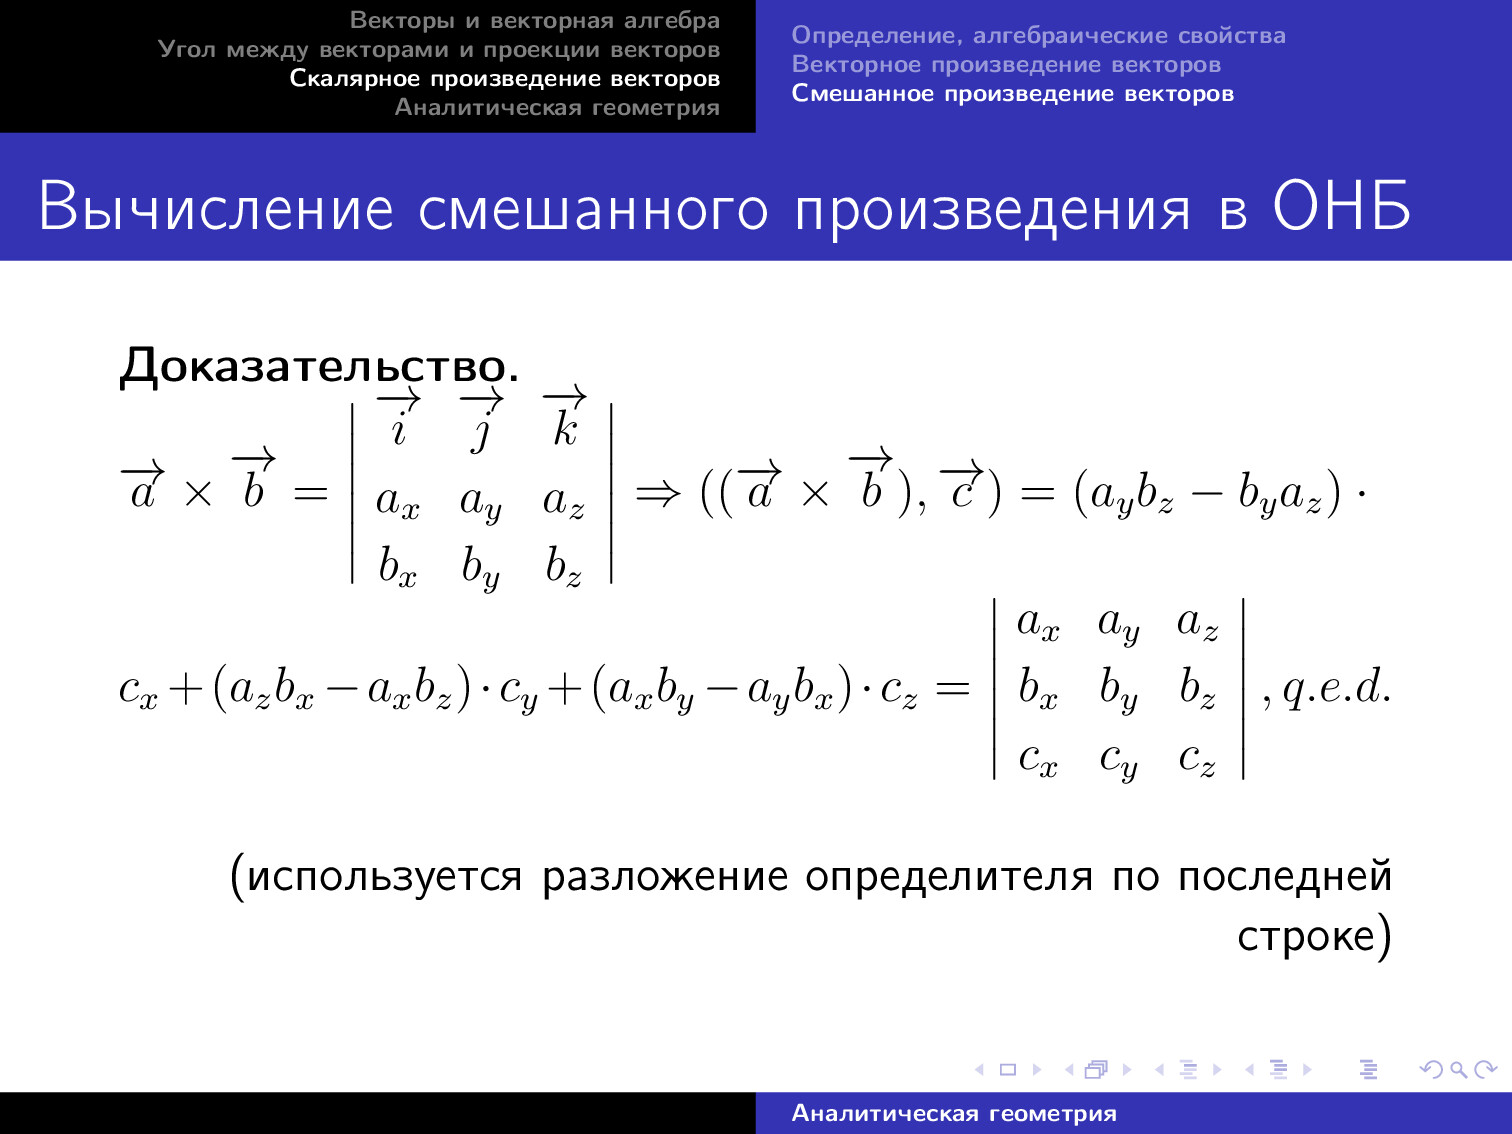 Векторы и векторная алгебра
Угол между векторами и проекции векторов
Скалярное произведение векторов
Аналитическая геометрия
Определение, алгебраические свойства
Векторное произведение векторов
Смешанное произведение векторов
Вычисление смешанного произведения в ОНБ
Доказательство.
$\overrightarrow{a} \times \overrightarrow{b} = \begin{vmatrix} \overrightarrow{i} & \overrightarrow{j} & \overrightarrow{k} \\ a_x & a_y & a_z \\ b_x & b_y & b_z \end{vmatrix} \Rightarrow ((\overrightarrow{a} \times \overrightarrow{b}), \overrightarrow{c}) = (a_y b_z - b_y a_z) \cdot$
$c_x + (a_z b_x - a_x b_z) \cdot c_y + (a_x b_y - a_y b_x) \cdot c_z = \begin{vmatrix} a_x & a_y & a_z \\ b_x & b_y & b_z \\ c_x & c_y & c_z \end{vmatrix}, q.e.d.$
(используется разложение определителя по последней
строке)
Аналитическая геометрия